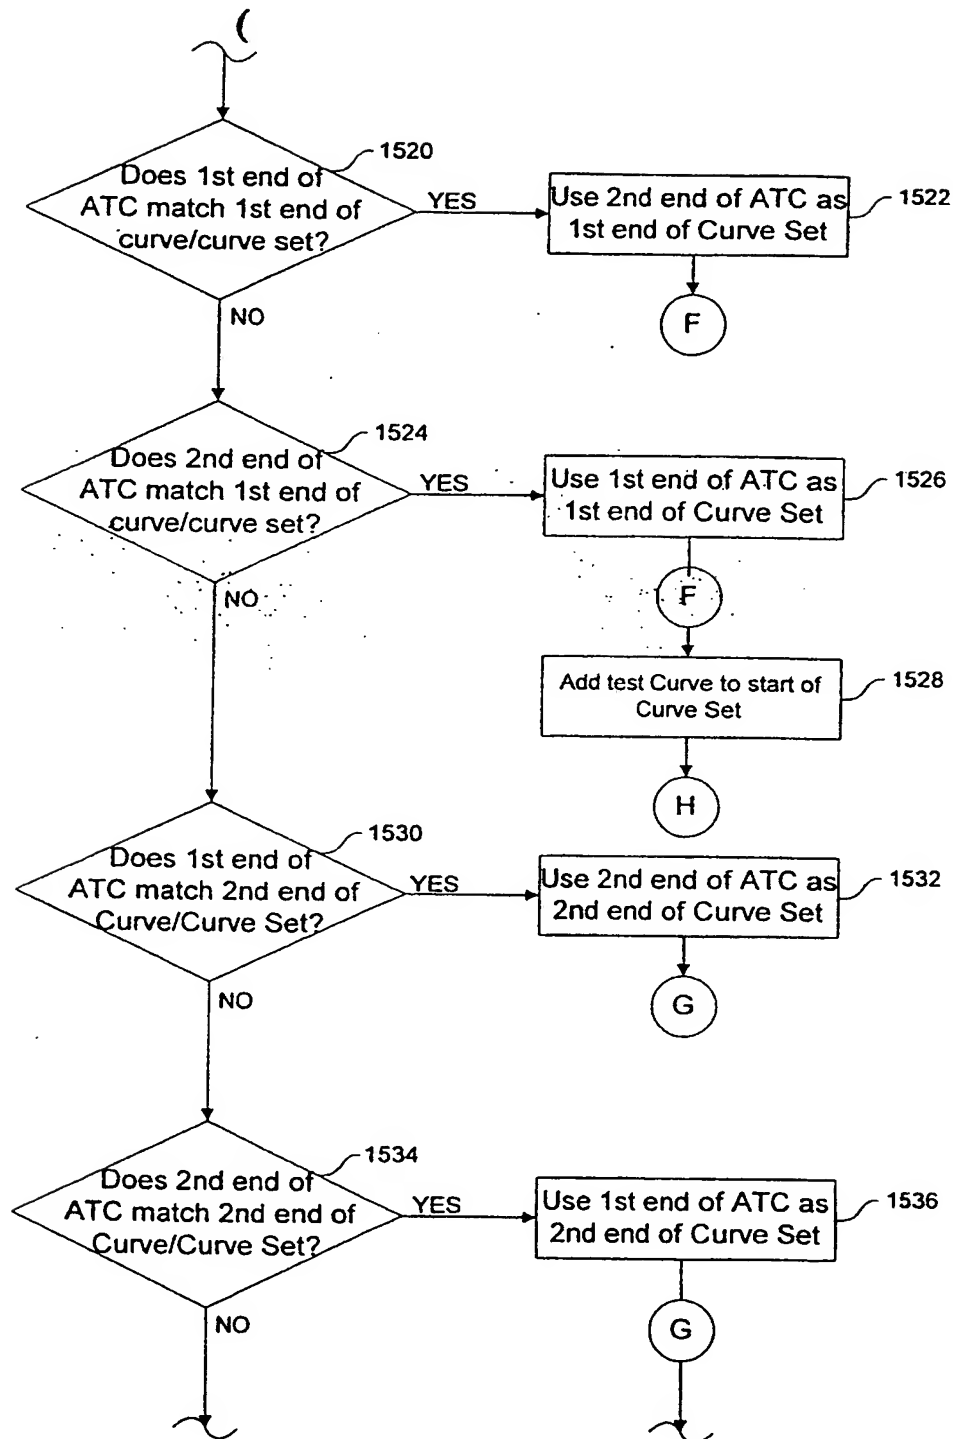 1520
Does 1st end of
ATC match 1st end of
curve/curve set?
YES
Use 2nd end of ATC as
1st end of Curve Set
1522
F
NO
1524
Does 2nd end of
ATC match 1st end of
curve/curve set?
YES
Use 1st end of ATC as
1st end of Curve Set
1526
F
NO
Add test Curve to start of
Curve Set
1528
H
1530
Does 1st end of
ATC match 2nd end of
Curve/Curve Set?
YES
Use 2nd end of ATC as
2nd end of Curve Set
1532
G
NO
1534
Does 2nd end of
ATC match 2nd end of
Curve/Curve Set?
YES
Use 1st end of ATC as
2nd end of Curve Set
1536
G
NO